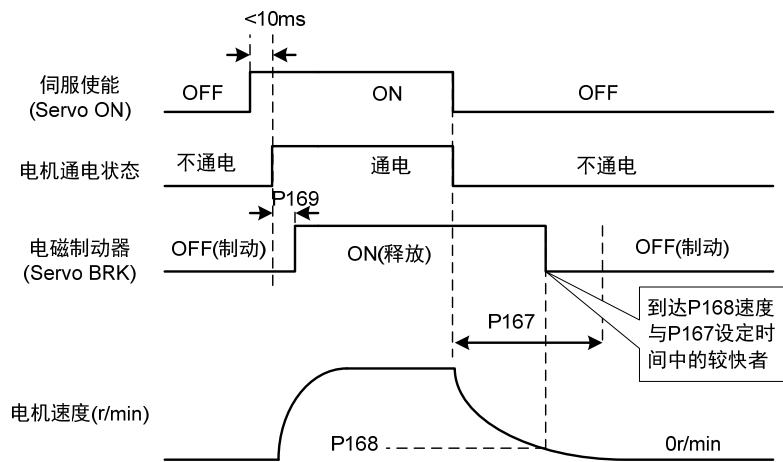 <10ms
伺服使能
(Servo ON)
OFF
ON
OFF
电机通电状态
不通电
通电
不通电
P169
电磁制动器
(Servo BRK)
OFF(制动)
ON(释放)
OFF(制动)
P167
到达P168速度
与P167设定时
间中的较快者
电机速度(r/min)
P168
0r/min